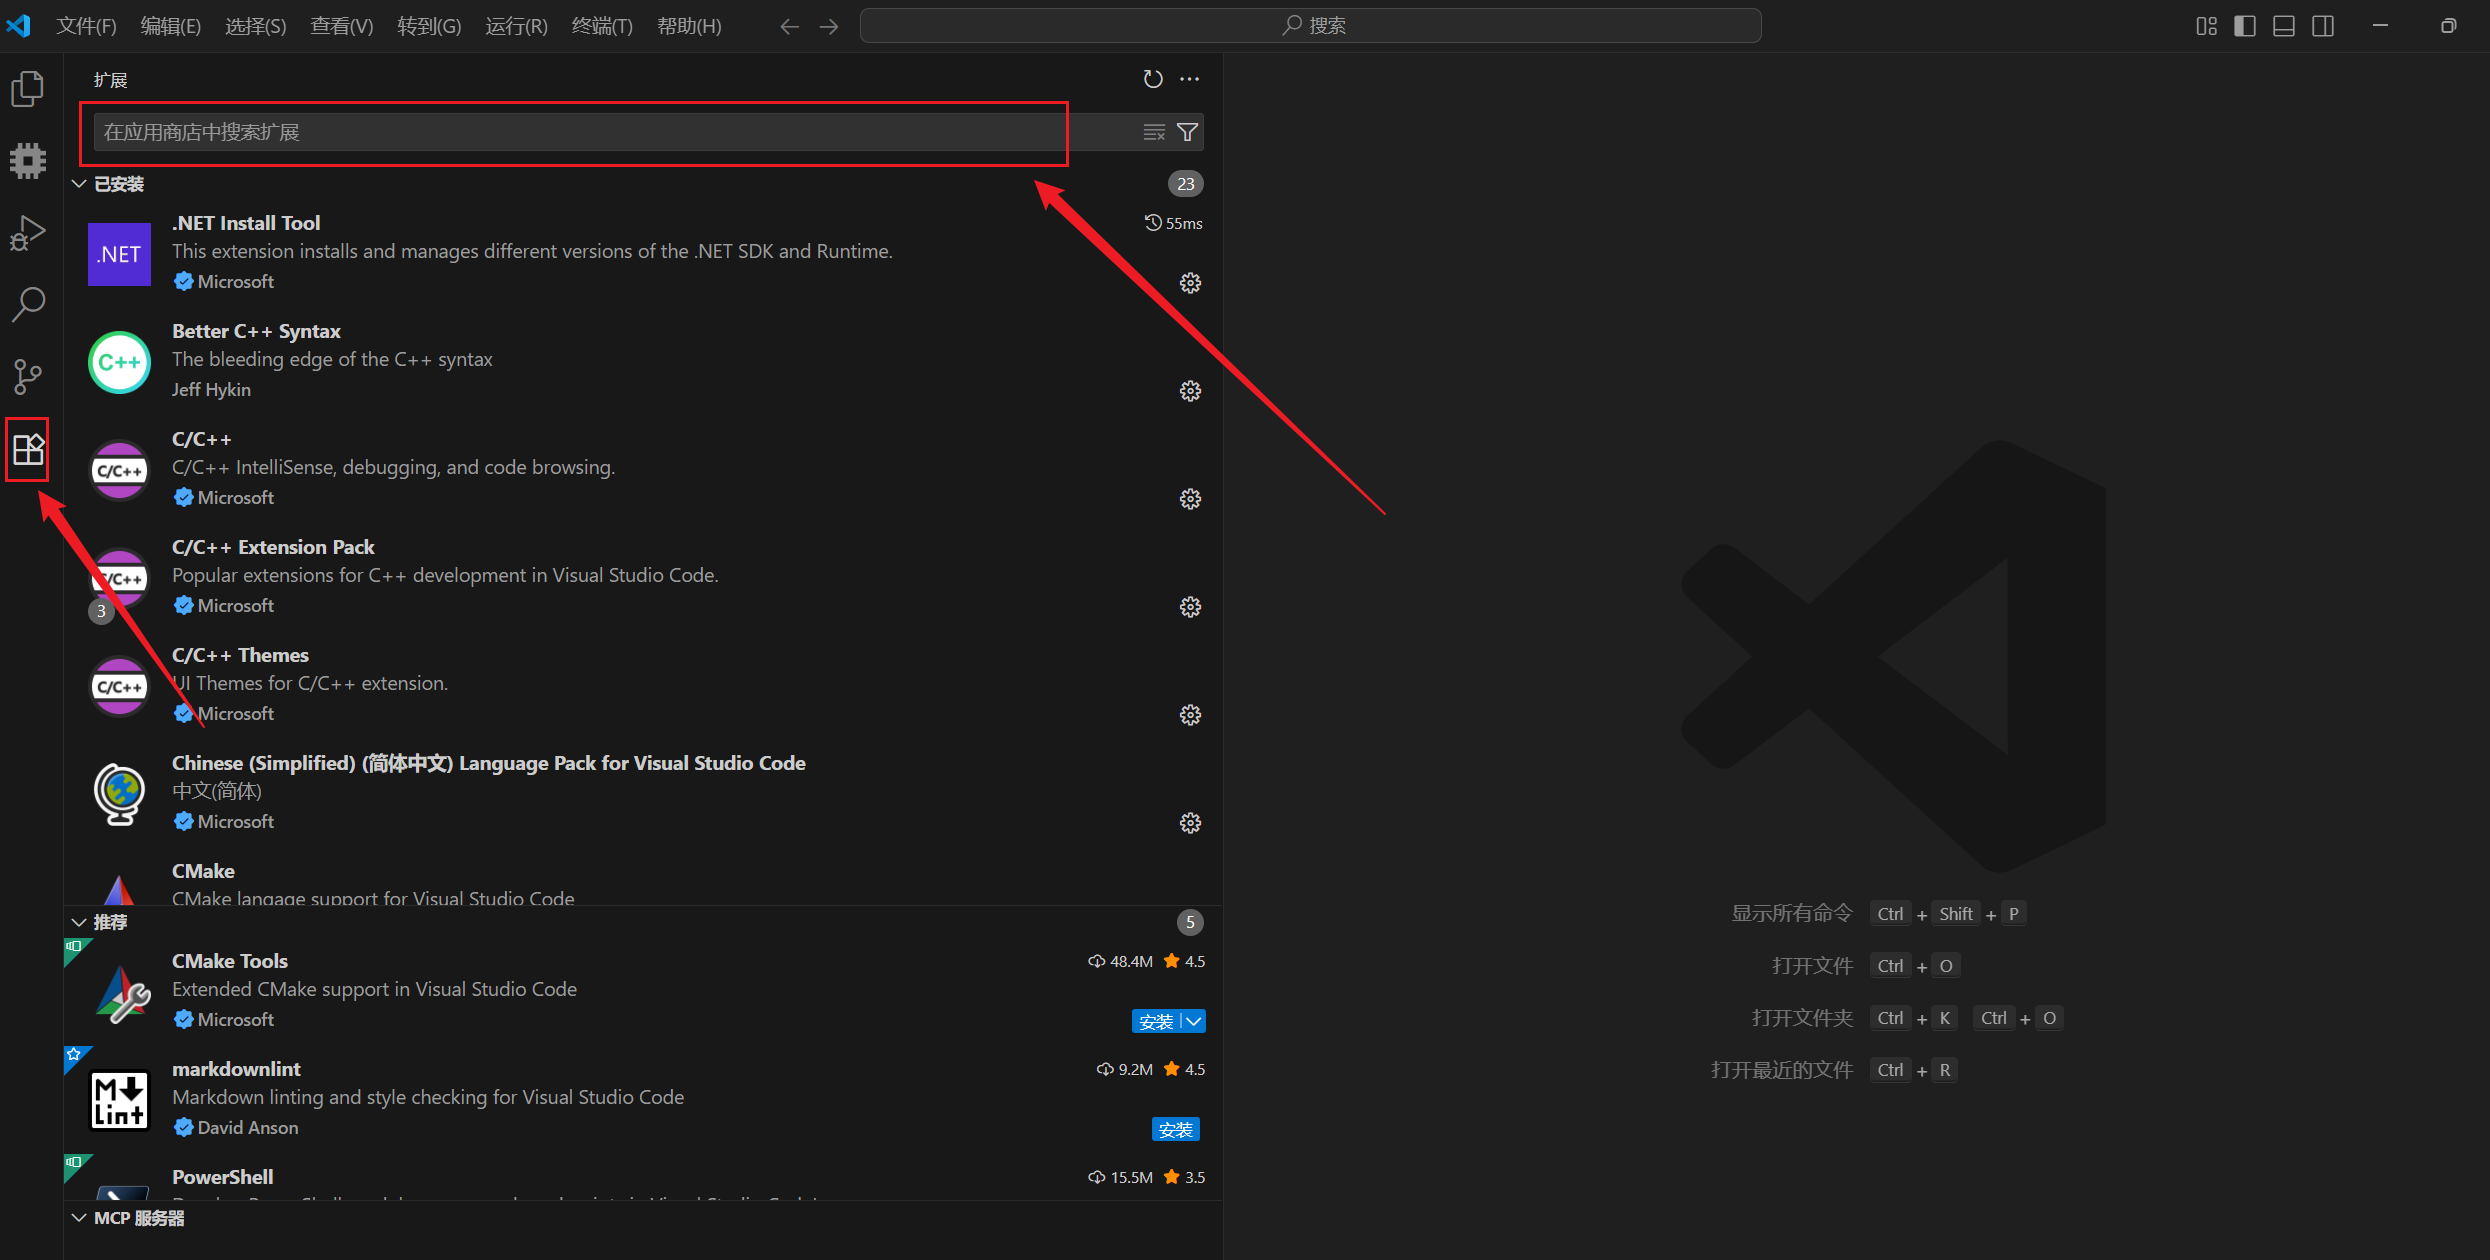 文件(F) 编辑(E) 选择(S) 查看(V) 转到(G) 运行(R) 终端(T) 帮助(H) 搜索
扩展
在应用商店中搜索扩展
已安装 23
.NET
.NET Install Tool 55ms
This extension installs and manages different versions of the .NET SDK and Runtime.
Microsoft
C++
Better C++ Syntax
The bleeding edge of the C++ syntax
Jeff Hykin
C/C++
C/C++
C/C++ IntelliSense, debugging, and code browsing.
Microsoft
C/C++
3
C/C++ Extension Pack
Popular extensions for C++ development in Visual Studio Code.
Microsoft
C/C++
C/C++ Themes
UI Themes for C/C++ extension.
Microsoft
Chinese (Simplified) (简体中文) Language Pack for Visual Studio Code
中文(简体)
Microsoft
CMake
CMake langage support for Visual Studio Code
推荐 5
CMake Tools 48.4M 4.5
Extended CMake support in Visual Studio Code
Microsoft 安装
M
Lint
markdownlint 9.2M 4.5
Markdown linting and style checking for Visual Studio Code
David Anson 安装
PowerShell 15.5M 3.5
MCP 服务器
显示所有命令 Ctrl + Shift + P
打开文件 Ctrl + O
打开文件夹 Ctrl + K Ctrl + O
打开最近的文件 Ctrl + R